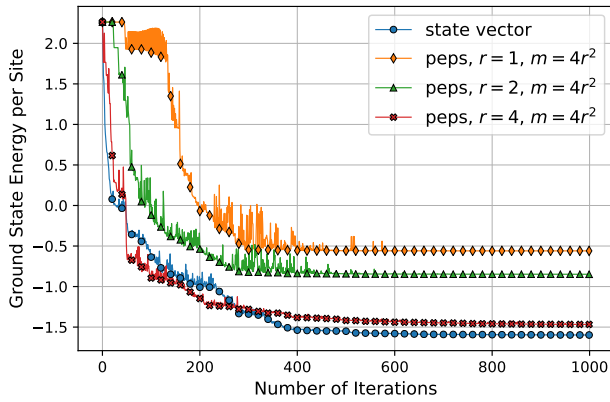 Ground State Energy per Site
2.0
1.5
1.0
0.5
0.0
−0.5
−1.0
−1.5
0
200
400
600
800
1000
Number of Iterations
state vector
peps, r = 1, m = 4r²
peps, r = 2, m = 4r²
peps, r = 4, m = 4r²